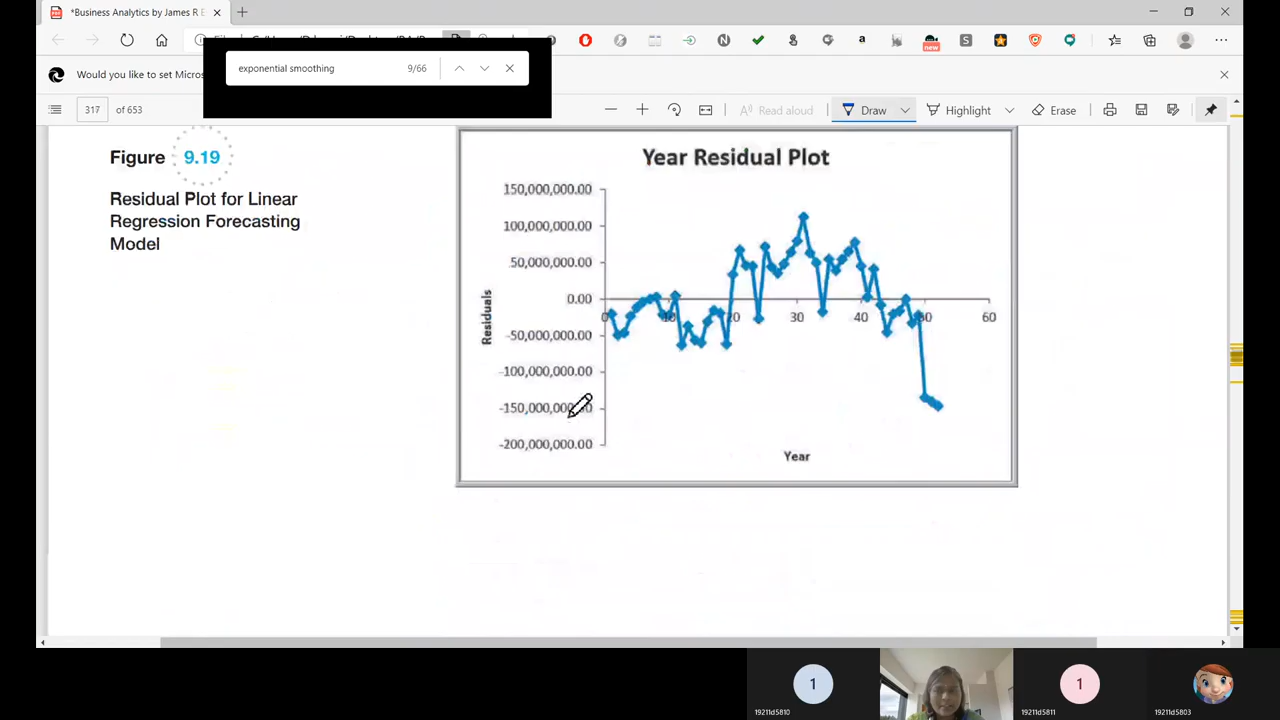 *Business Analytics by James R E
exponential smoothing
9/66
Would you like to set Micros
new
317 of 653
Read aloud
Draw
Highlight
Erase
Figure 9.19
Residual Plot for Linear
Regression Forecasting
Model
Year Residual Plot
150,000,000.00
100,000,000.00
50,000,000.00
0.00
-50,000,000.00
-100,000,000.00
-150,000,000.00
-200,000,000.00
Residuals
0 10 20 30 40 50 60
Year
1
1
19211d5810
19211d5811
19211d5803